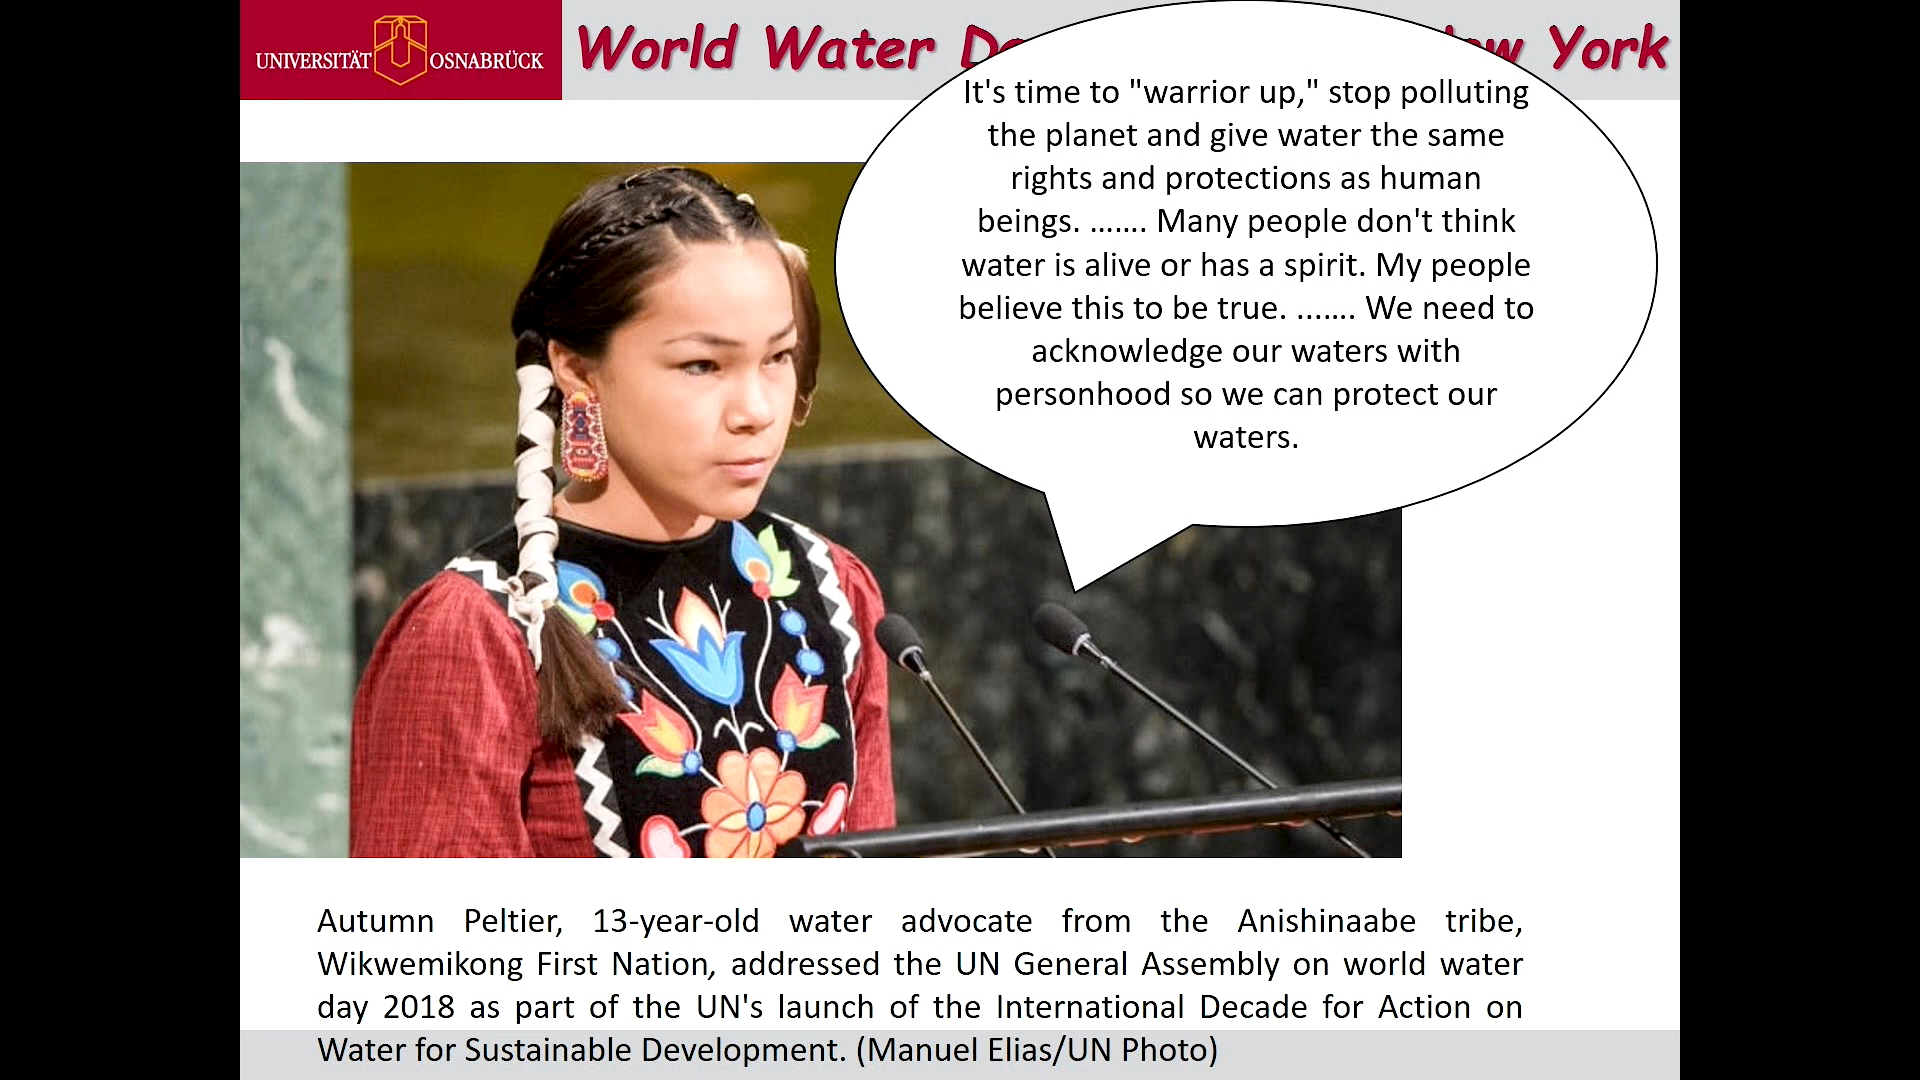 UNIVERSITÄT OSNABRÜCK
World Water York
It's time to "warrior up," stop polluting
the planet and give water the same
rights and protections as human
beings. ....... Many people don't think
water is alive or has a spirit. My people
believe this to be true. ....... We need to
acknowledge our waters with
personhood so we can protect our
waters.
Autumn Peltier, 13-year-old water advocate from the Anishinaabe tribe,
Wikwemikong First Nation, addressed the UN General Assembly on world water
day 2018 as part of the UN's launch of the International Decade for Action on
Water for Sustainable Development. (Manuel Elias/UN Photo)